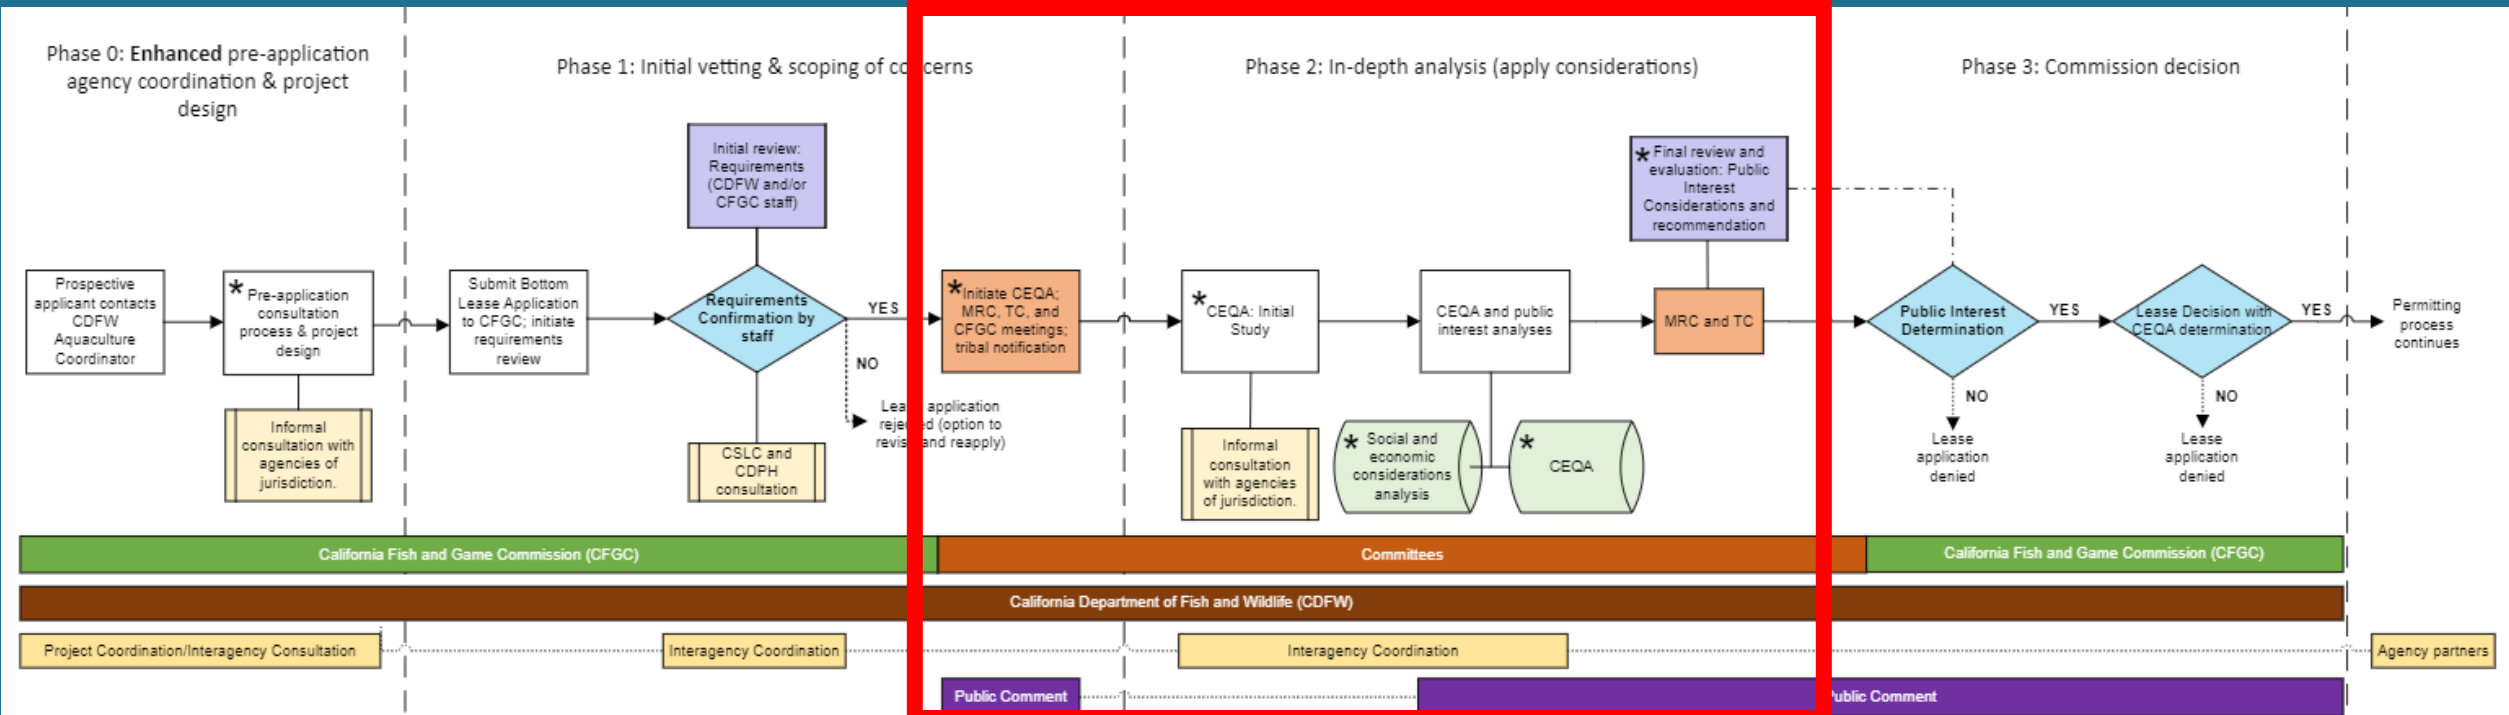 Phase 0: Enhanced pre-application
agency coordination & project
design
Phase 1: Initial vetting & scoping of concerns
Phase 2: In-depth analysis (apply considerations)
Phase 3: Commission decision
Prospective
applicant contacts
CDFW
Aquaculture
Coordinator
* Pre-application
consultation
process & project
design
Informal
consultation with
agencies of
jurisdiction.
Submit Bottom
Lease Application
to CFGC; initiate
requirements
review
Initial review:
Requirements
(CDFW and/or
CFGC staff)
Requirements
Confirmation by
staff
CSLC and
CDPH
consultation
YES
NO
Lease application
rejected (option to
revise and reapply)
*Initiate CEQA;
MRC, TC, and
CFGC meetings;
tribal notification
* CEQA: Initial
Study
Informal
consultation
with agencies
of jurisdiction.
CEQA and public
interest analyses
* Social and
economic
considerations
analysis
* CEQA
* Final review and
evaluation: Public
Interest
Considerations and
recommendation
MRC and TC
Public Interest
Determination
YES
NO
Lease
application
denied
Lease Decision with
CEQA determination
YES
NO
Lease
application
denied
Permitting
process
continues
California Fish and Game Commission (CFGC)
Committees
California Fish and Game Commission (CFGC)
California Department of Fish and Wildlife (CDFW)
Project Coordination/Interagency Consultation
Interagency Coordination
Interagency Coordination
Agency partners
Public Comment
Public Comment